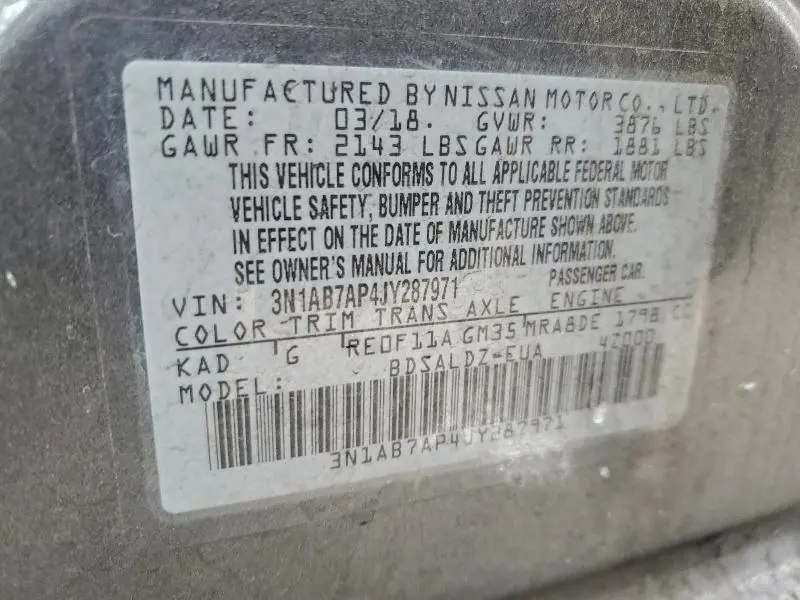 MANUFACTURED BY NISSAN MOTOR CO., LTD.
DATE: 03/18. GVWR: 3876 LBS
GAWR FR: 2143 LBS GAWR RR: 1881 LBS
THIS VEHICLE CONFORMS TO ALL APPLICABLE FEDERAL MOTOR
VEHICLE SAFETY, BUMPER AND THEFT PREVENTION STANDARDS
IN EFFECT ON THE DATE OF MANUFACTURE SHOWN ABOVE.
SEE OWNER'S MANUAL FOR ADDITIONAL INFORMATION.
VIN: 3N1AB7AP4JY287971 PASSENGER CAR
COLOR TRIM TRANS AXLE ENGINE
KAD G RE0F11A GM35 MRA8DE 1798 CC
MODEL: BDSALDZ-EUA 42000
3N1AB7AP4JY287971